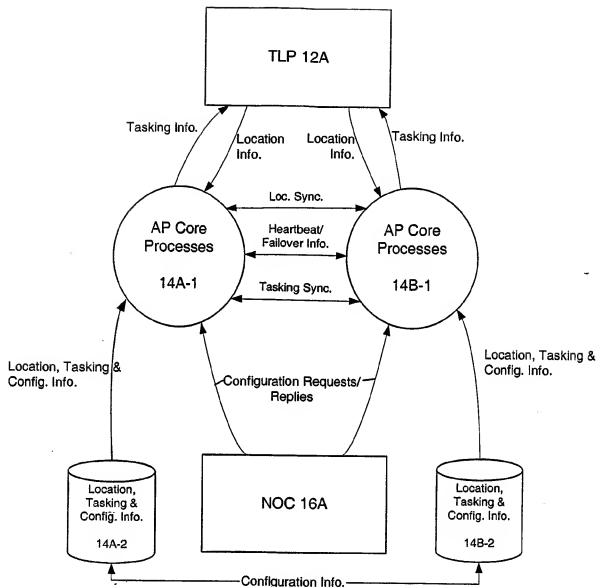 TLP 12A
Tasking Info.
Location
Info.
Location
Info.
Tasking Info.
Loc. Sync.
AP Core
Processes
14A-1
Heartbeat/
Failover Info.
AP Core
Processes
14B-1
Tasking Sync.
Location, Tasking &
Config. Info.
Configuration Requests/
Replies
Location, Tasking &
Config. Info.
Location,
Tasking &
Config. Info.
14A-2
NOC 16A
Location,
Tasking &
Config. Info.
14B-2
Configuration Info.